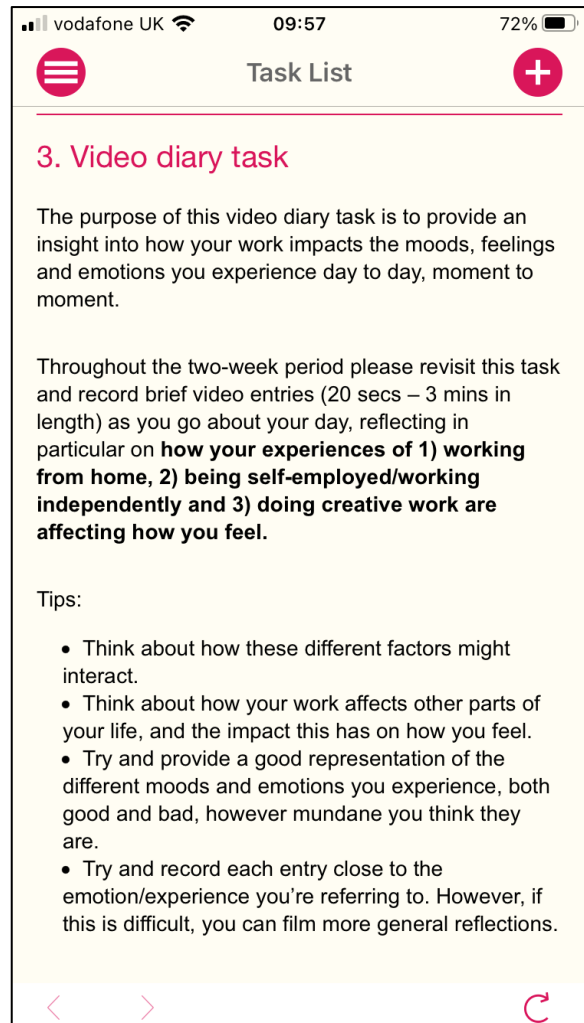 vodafone UK 09:57 72%
Task List
3. Video diary task
The purpose of this video diary task is to provide an
insight into how your work impacts the moods, feelings
and emotions you experience day to day, moment to
moment.
Throughout the two-week period please revisit this task
and record brief video entries (20 secs – 3 mins in
length) as you go about your day, reflecting in
particular on how your experiences of 1) working
from home, 2) being self-employed/working
independently and 3) doing creative work are
affecting how you feel.
Tips:
• Think about how these different factors might
interact.
• Think about how your work affects other parts of
your life, and the impact this has on how you feel.
• Try and provide a good representation of the
different moods and emotions you experience, both
good and bad, however mundane you think they
are.
• Try and record each entry close to the
emotion/experience you’re referring to. However, if
this is difficult, you can film more general reflections.